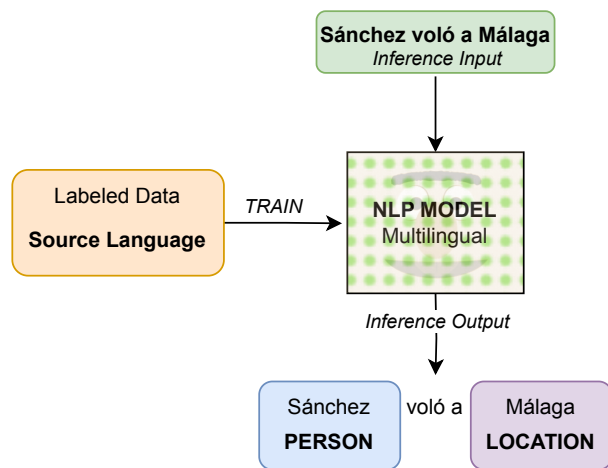 Sánchez voló a Málaga
Inference Input
Labeled Data
Source Language
TRAIN
NLP MODEL
Multilingual
Inference Output
Sánchez
PERSON
voló a
Málaga
LOCATION